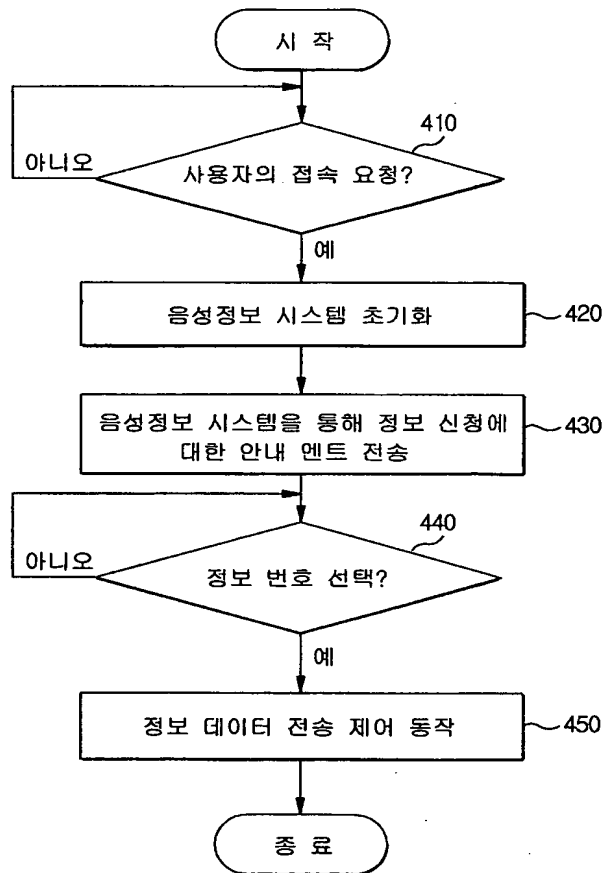 시 작
410
사용자의 접속 요청?
아니오
예
음성정보 시스템 초기화
420
음성정보 시스템을 통해 정보 신청에
대한 안내 멘트 전송
430
440
아니오
정보 번호 선택?
예
정보 데이터 전송 제어 동작
450
종 료